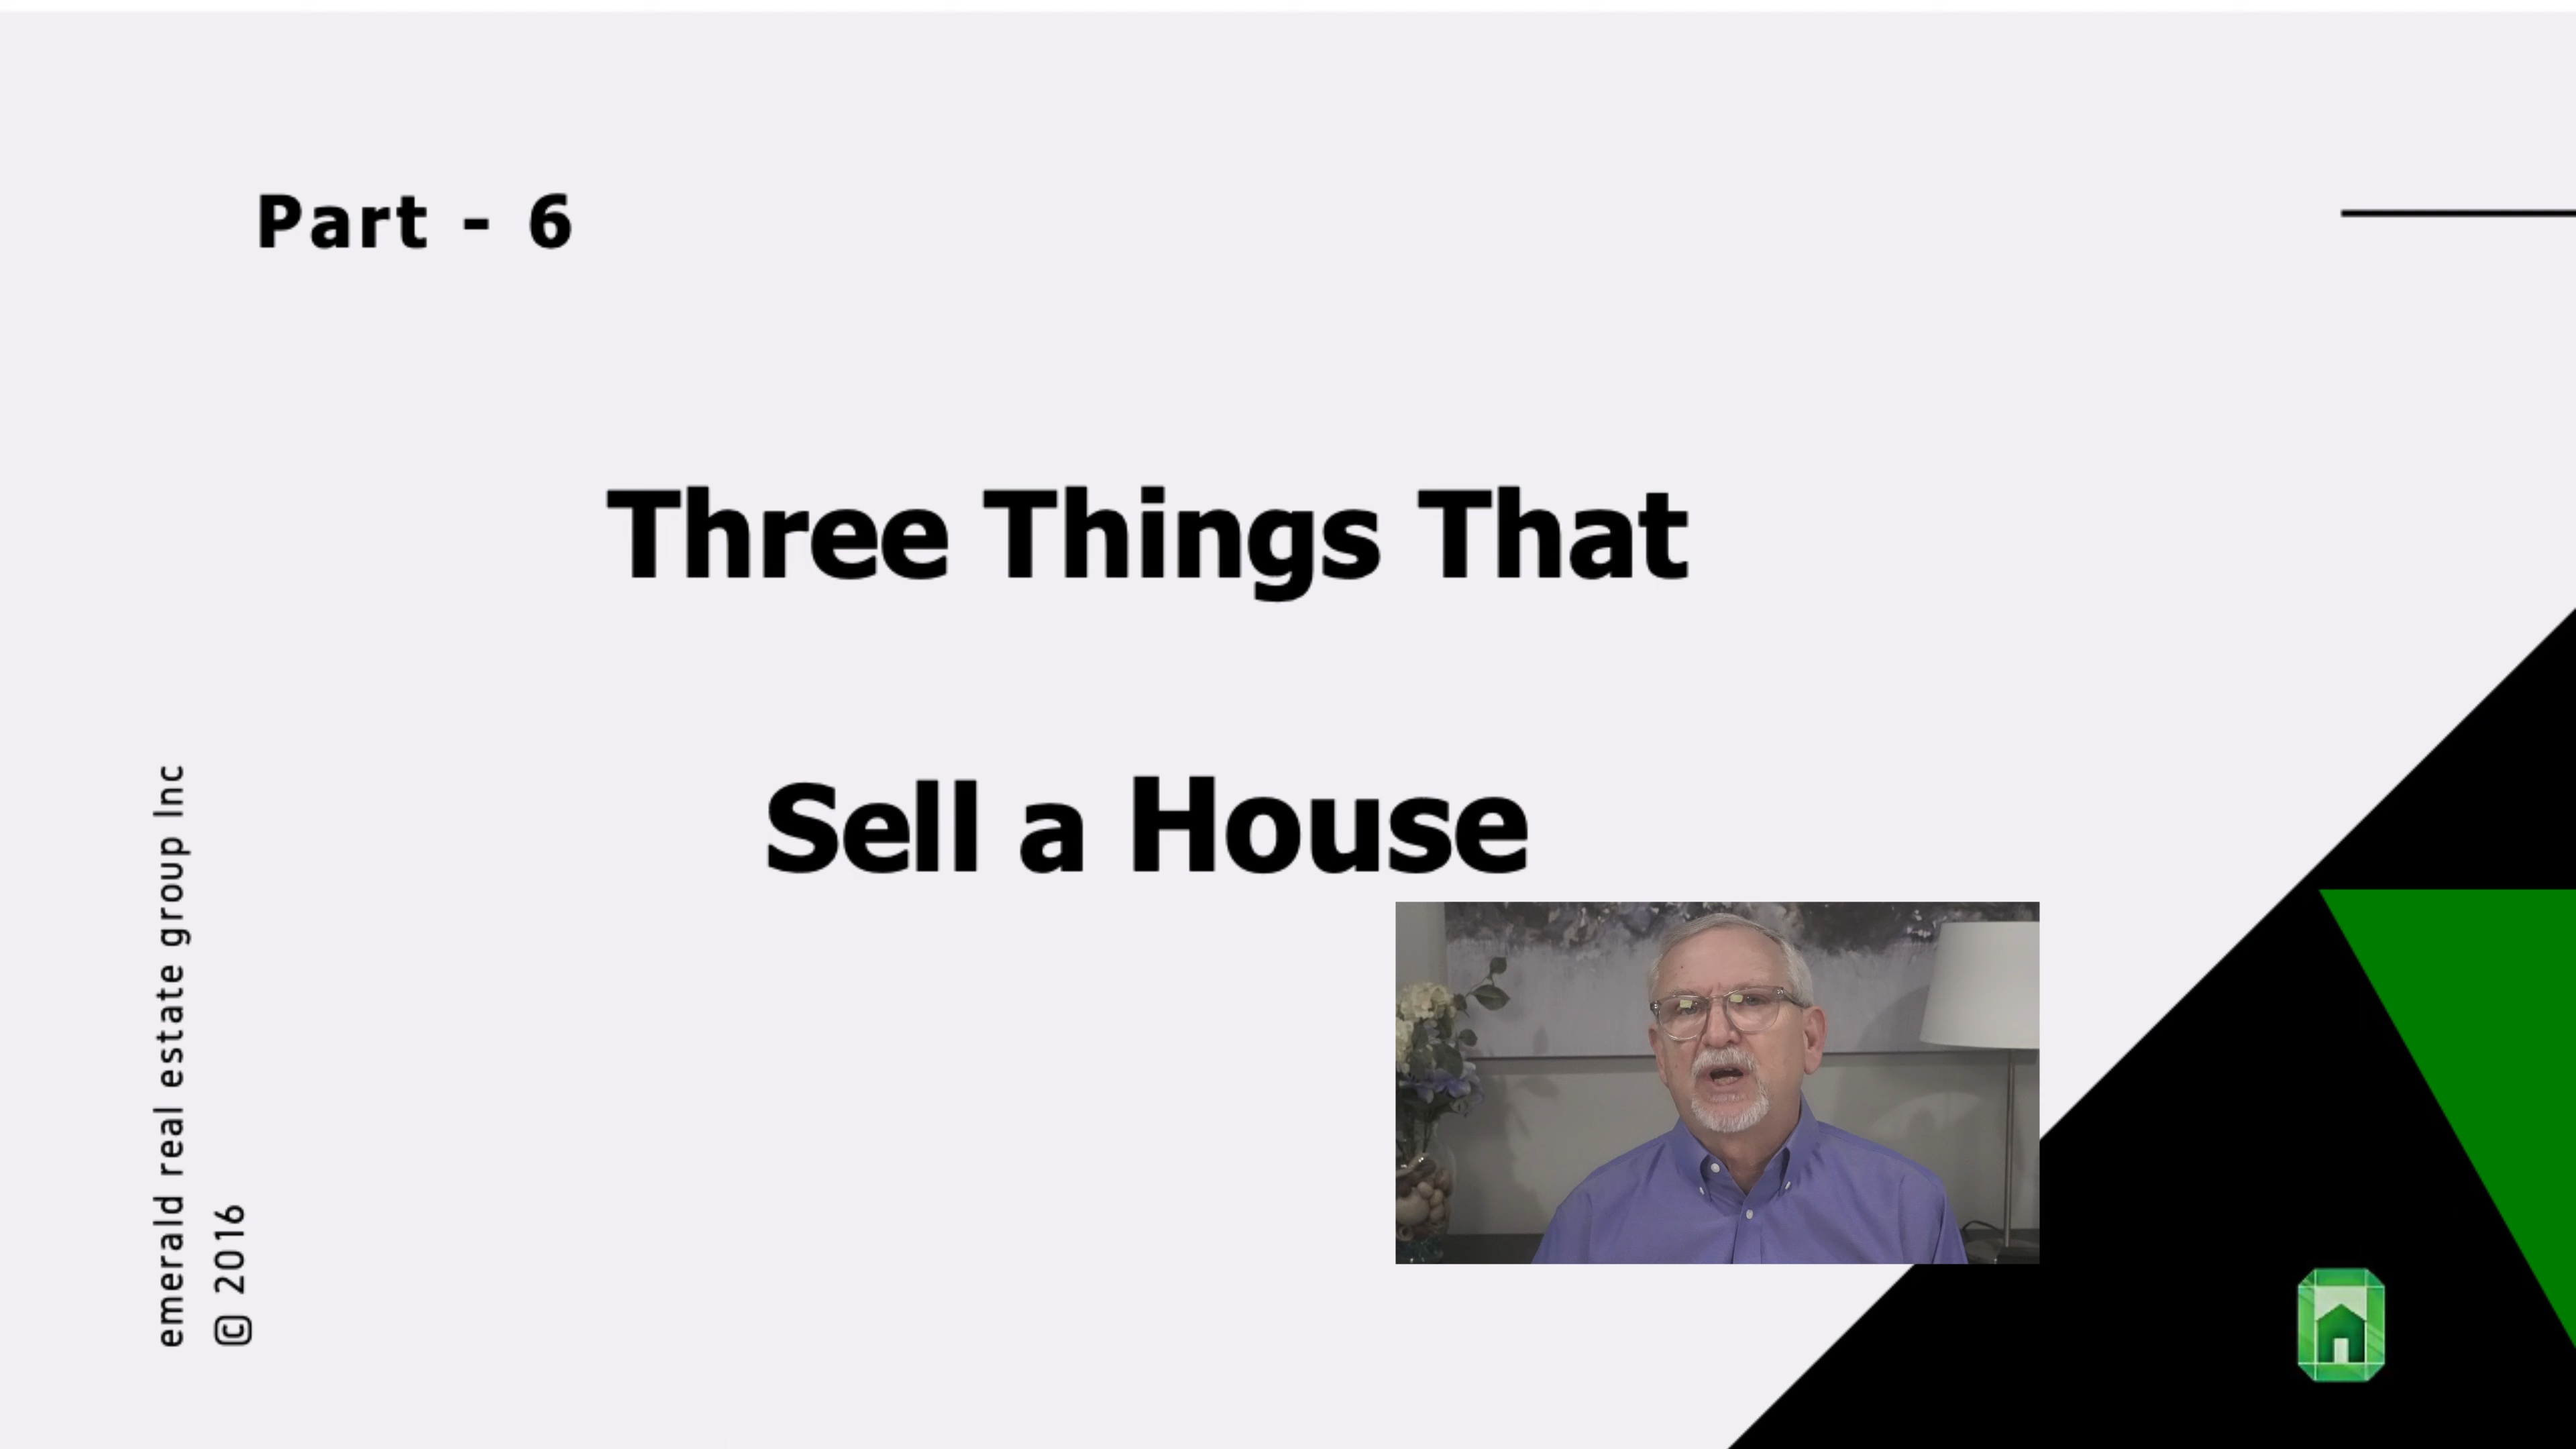 Part - 6
Three Things That
Sell a House
emerald real estate group Inc
© 2016